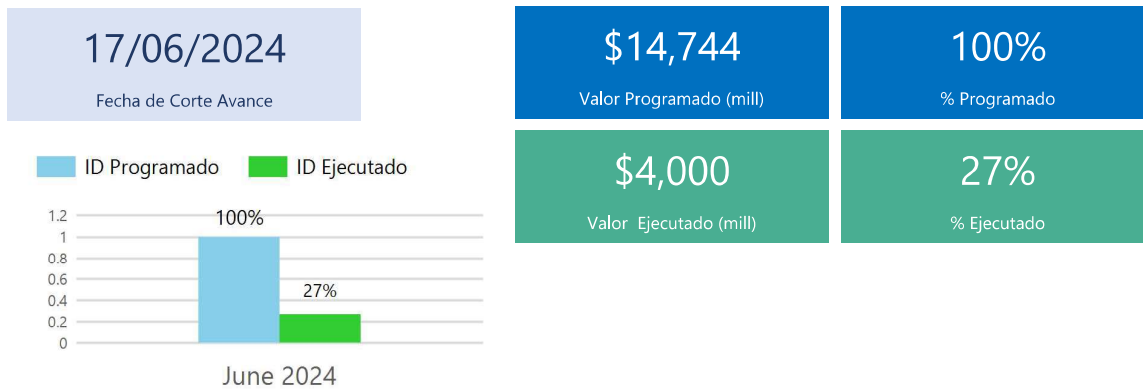 17/06/2024
Fecha de Corte Avance
$14,744
Valor Programado (mill)
100%
% Programado
$4,000
Valor Ejecutado (mill)
27%
% Ejecutado
ID Programado
ID Ejecutado
1.2
1
0.8
0.6
0.4
0.2
0
100%
27%
June 2024